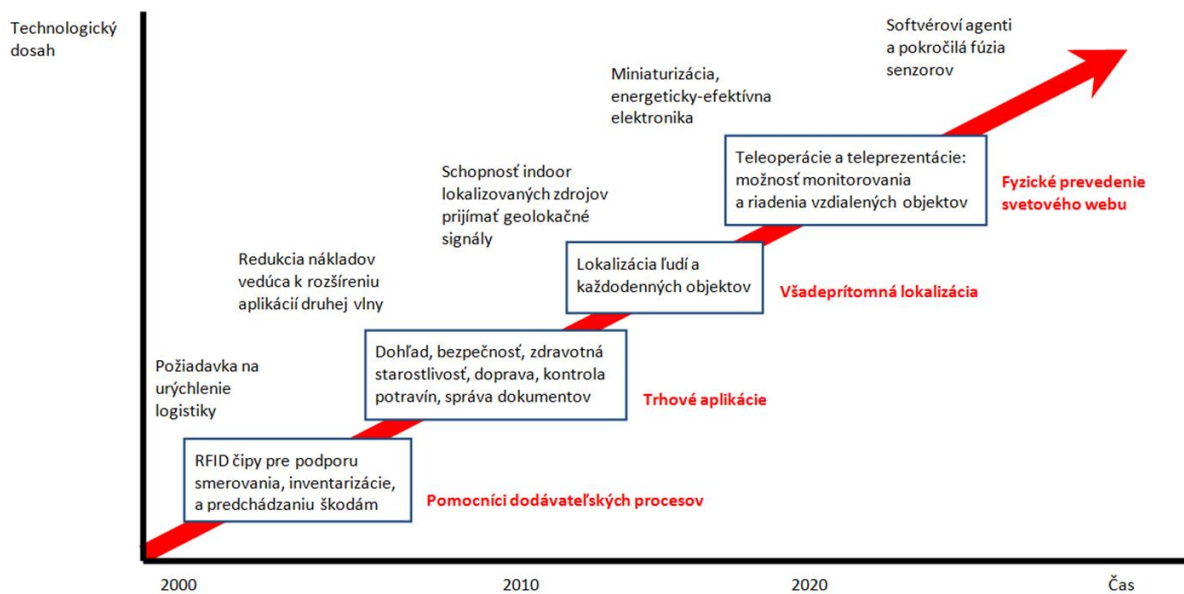 Technologický
dosah
Softvéroví agenti
a pokročilá fúzia
senzorov
Miniaturizácia,
energeticky-efektívna
elektronika
Teleoperácie a teleprezentácie:
možnosť monitorovania
a riadenia vzdialených objektov
Fyzické prevedenie
svetového webu
Schopnosť indoor
lokalizovaných zdrojov
prijímať geolokačné
signály
Lokalizácia ľudí a
každodenných objektov
Všadeprítomná lokalizácia
Redukcia nákladov
vedúca k rozšíreniu
aplikácií druhej vlny
Dohľad, bezpečnosť, zdravotná
starostlivosť, doprava, kontrola
potravín, správa dokumentov
Trhové aplikácie
Požiadavka na
urýchlenie
logistiky
RFID čipy pre podporu
smerovania, inventarizácie,
a predchádzaniu škodám
Pomocníci dodávateľských procesov
2000
2010
2020
Čas